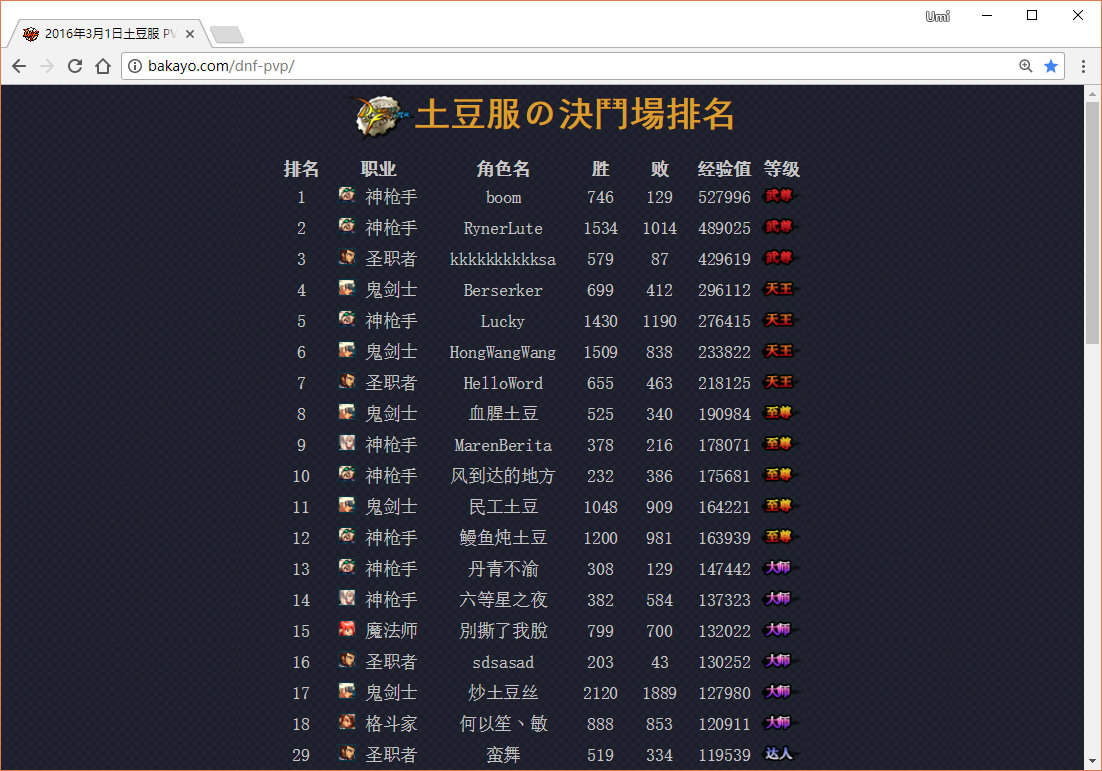 Umi
2016年3月1日土豆服 PV
bakayo.com/dnf-pvp/
土豆服の決鬥場排名
排名 职业 角色名 胜 败 经验值 等级
1 神枪手 boom 746 129 527996 武尊
2 神枪手 RynerLute 1534 1014 489025 武尊
3 圣职者 kkkkkkkkkksa 579 87 429619 武尊
4 鬼剑士 Berserker 699 412 296112 天王
5 神枪手 Lucky 1430 1190 276415 天王
6 鬼剑士 HongWangWang 1509 838 233822 天王
7 圣职者 HelloWord 655 463 218125 天王
8 鬼剑士 血腥土豆 525 340 190984 至尊
9 神枪手 MarenBerita 378 216 178071 至尊
10 神枪手 风到达的地方 232 386 175681 至尊
11 鬼剑士 民工土豆 1048 909 164221 至尊
12 神枪手 鳗鱼炖土豆 1200 981 163939 至尊
13 神枪手 丹青不渝 308 129 147442 大师
14 神枪手 六等星之夜 382 584 137323 大师
15 魔法师 別撕了我脫 799 700 132022 大师
16 圣职者 sdsasad 203 43 130252 大师
17 鬼剑士 炒土豆丝 2120 1889 127980 大师
18 格斗家 何以笙丶敏 888 853 120911 大师
29 圣职者 蛮舞 519 334 119539 达人